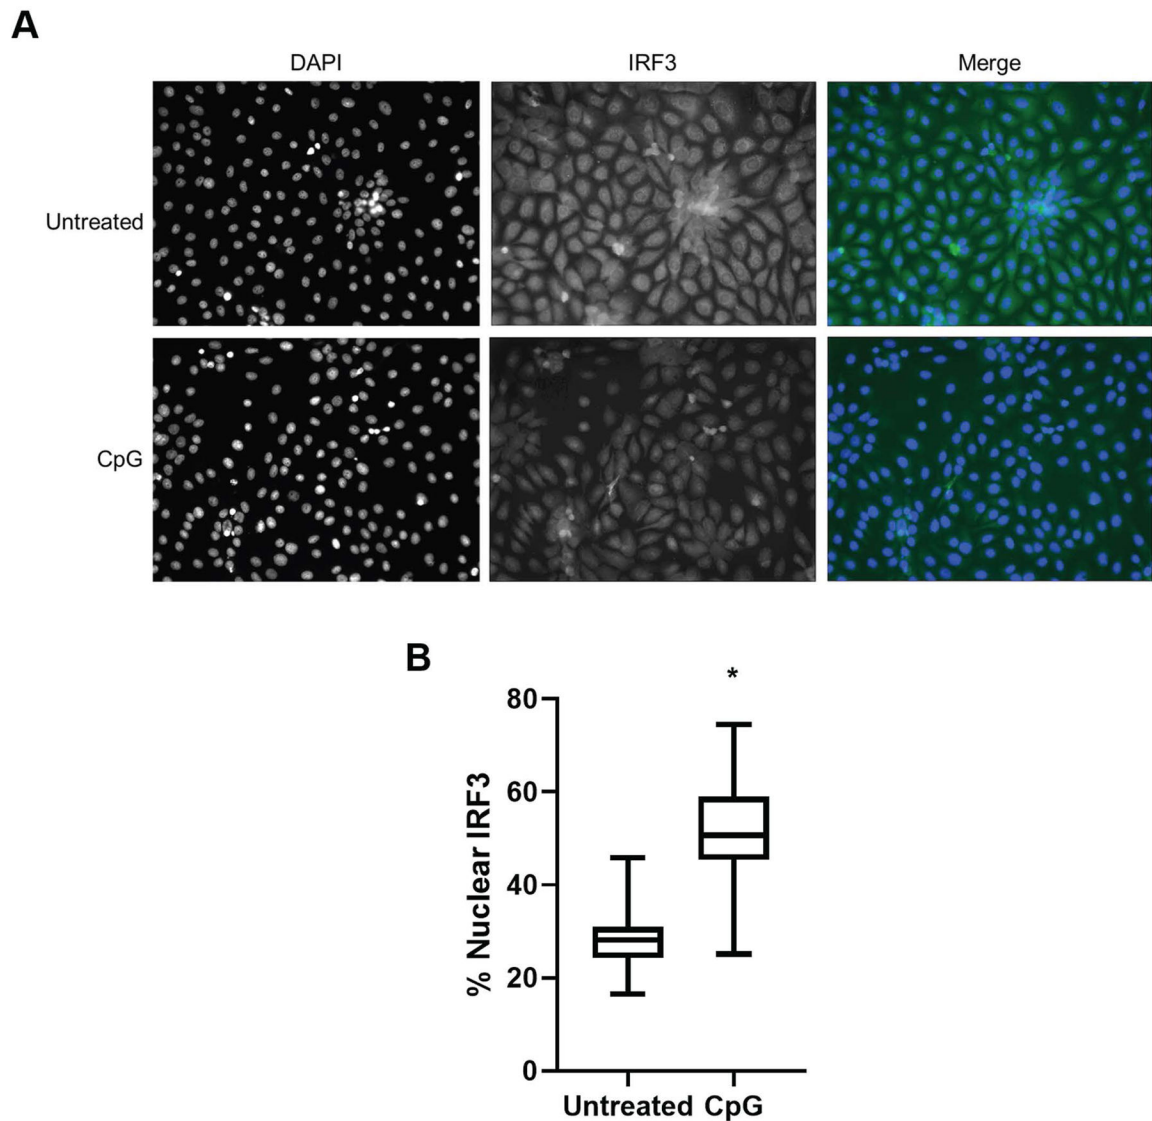 A
DAPI IRF3 Merge
Untreated
CpG
B
*
80
60
40
20
0
% Nuclear IRF3
Untreated CpG